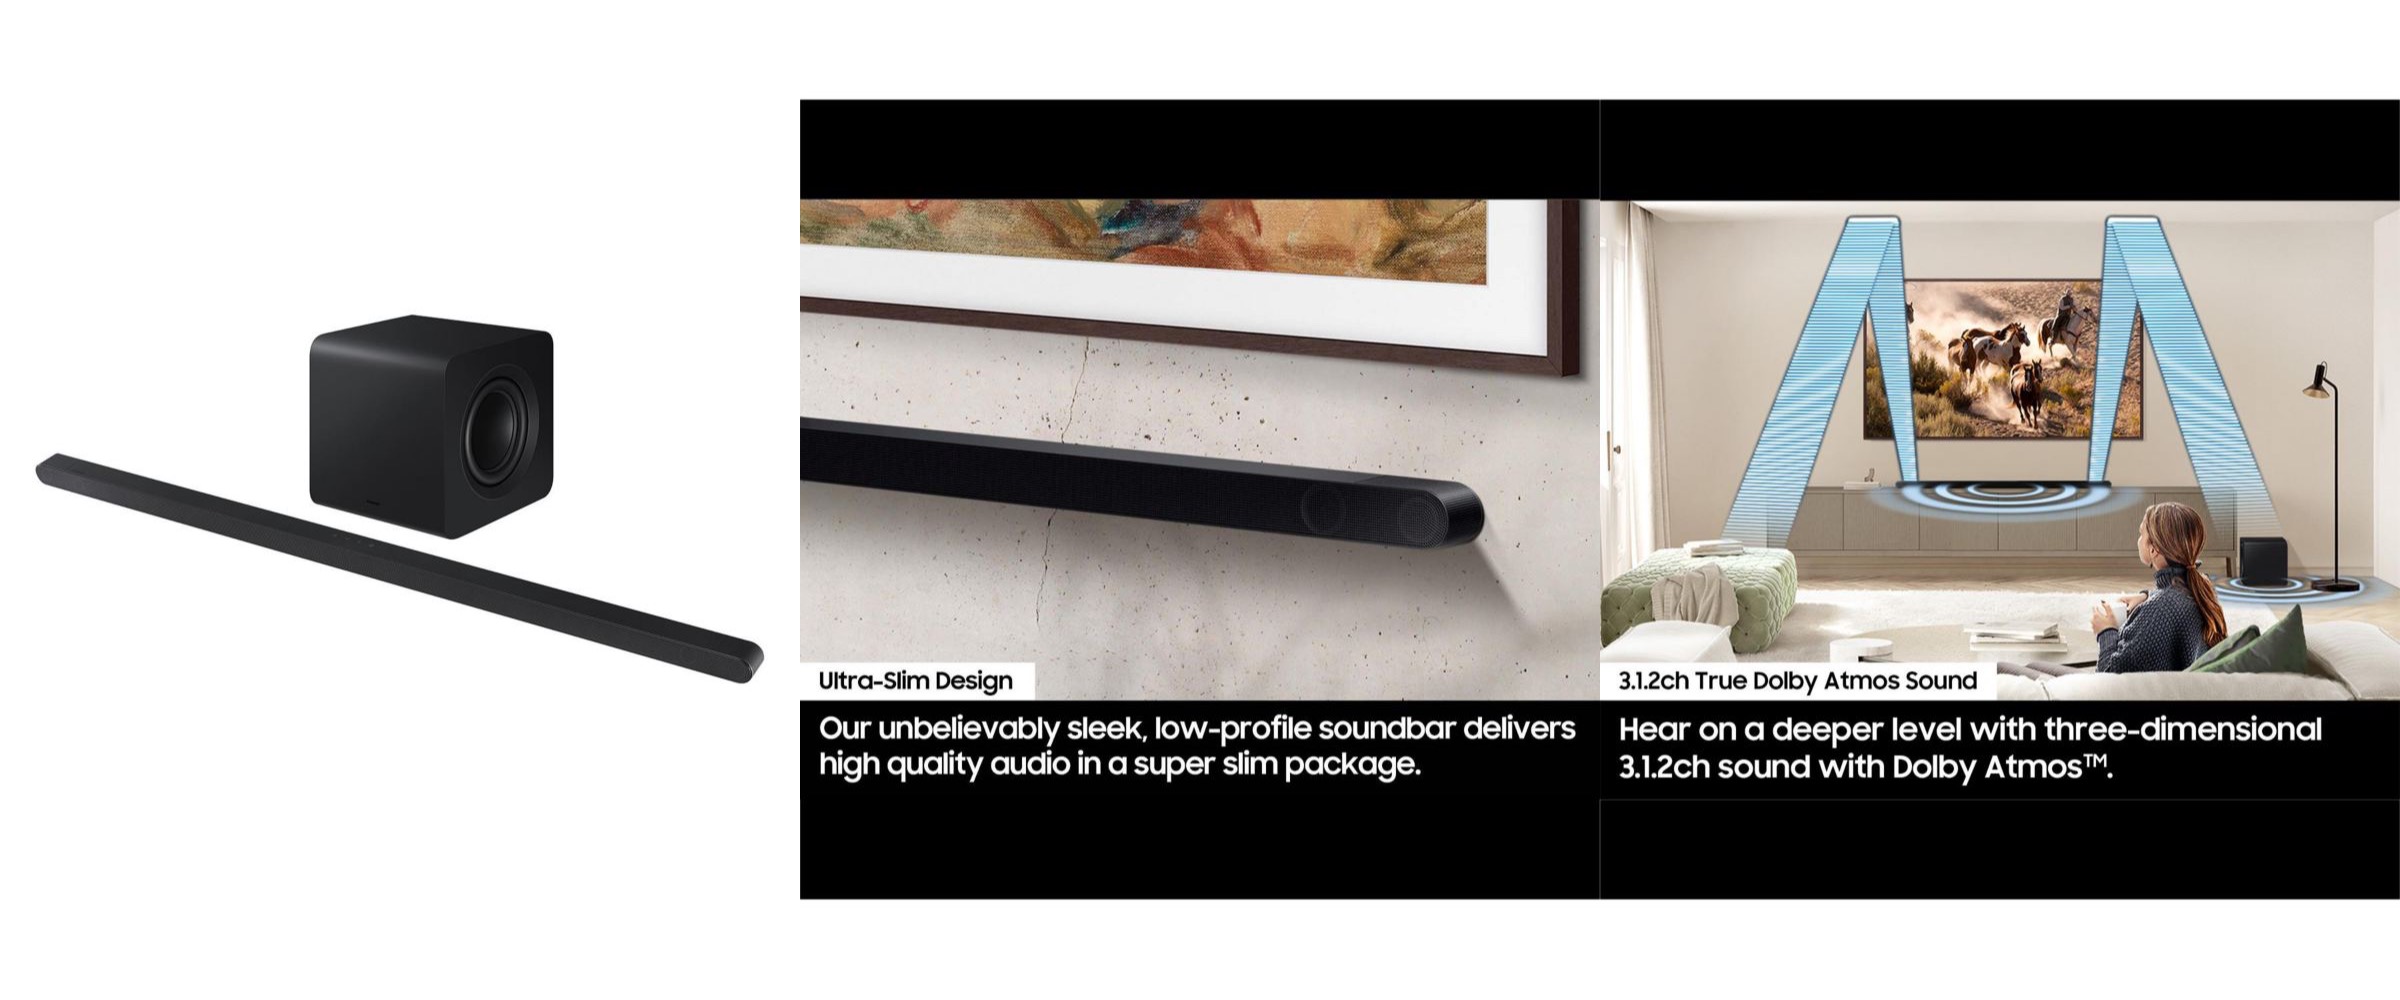 Ultra-Slim Design
Our unbelievably sleek, low-profile soundbar delivers
high quality audio in a super slim package.
3.1.2ch True Dolby Atmos Sound
Hear on a deeper level with three-dimensional
3.1.2ch sound with Dolby Atmos™.